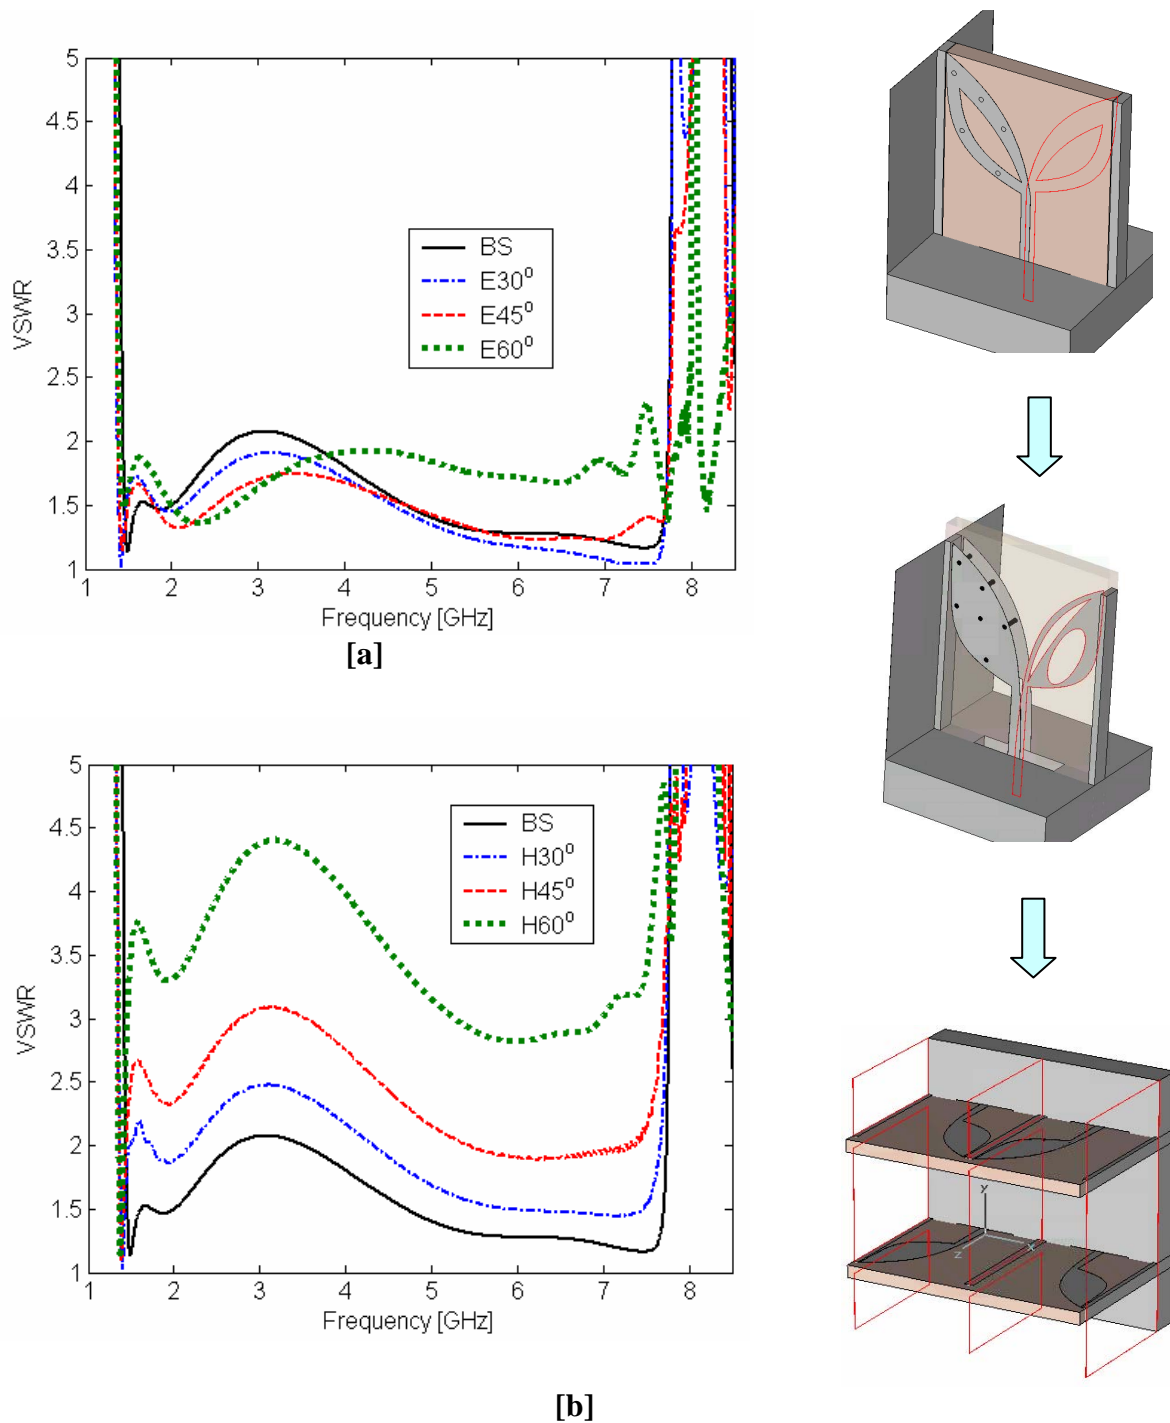 5
4.5
4
3.5
3
2.5
2
1.5
1
VSWR
BS
E30⁰
E45⁰
E60⁰
1 2 3 4 5 6 7 8
Frequency [GHz]
[a]
5
4.5
4
3.5
3
2.5
2
1.5
1
VSWR
BS
H30⁰
H45⁰
H60⁰
1 2 3 4 5 6 7 8
Frequency [GHz]
y
z
x
[b]